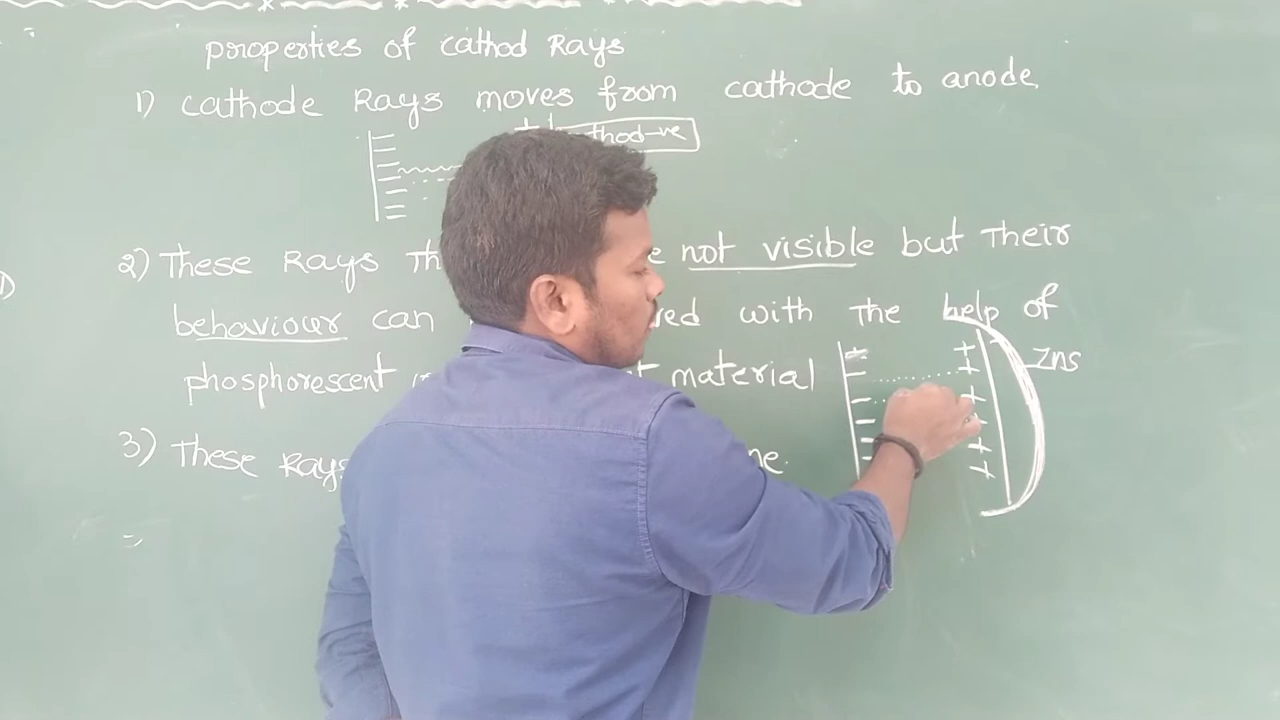 properties of cathod Rays
1) cathode Rays moves from cathode to anode.
thod-ve
2) These Rays Th e not visible but Their
behaviour can red with the help of
phosphorescent t material
Zns
3) These Rays ne.